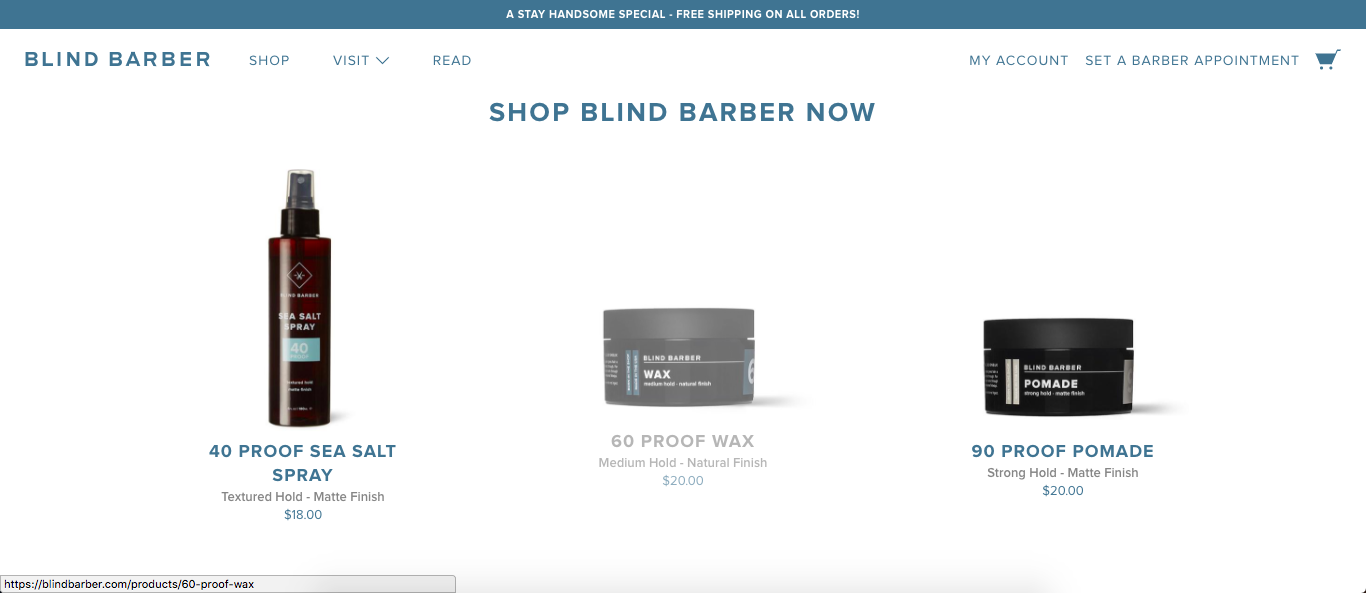 A STAY HANDSOME SPECIAL - FREE SHIPPING ON ALL ORDERS!
BLIND BARBER SHOP VISIT READ MY ACCOUNT SET A BARBER APPOINTMENT
SHOP BLIND BARBER NOW
BLIND BARBER
SEA SALT
SPRAY
40
textured hold
matte finish
BLIND BARBER
WAX
medium hold - natural finish
BLIND BARBER
POMADE
strong hold - matte finish
40 PROOF SEA SALT
SPRAY
Textured Hold - Matte Finish
$18.00
60 PROOF WAX
Medium Hold - Natural Finish
$20.00
90 PROOF POMADE
Strong Hold - Matte Finish
$20.00
https://blindbarber.com/products/60-proof-wax